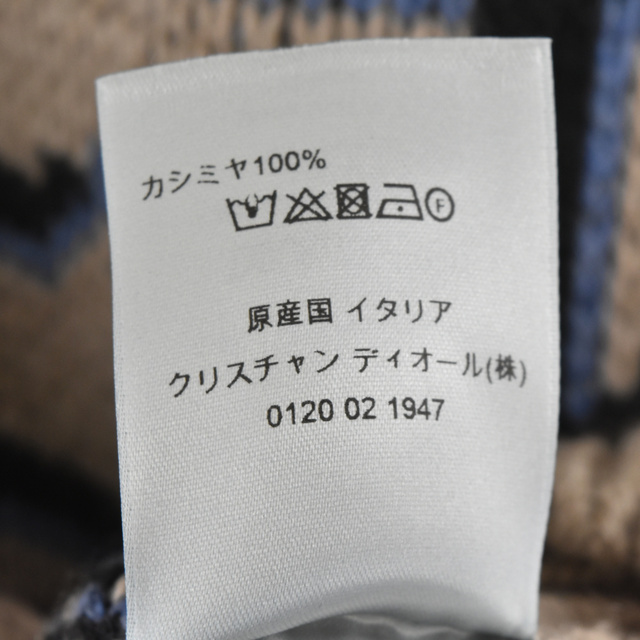 カシミヤ100%
F
原産国 イタリア
クリスチャン ディオール(株)
0120 02 1947